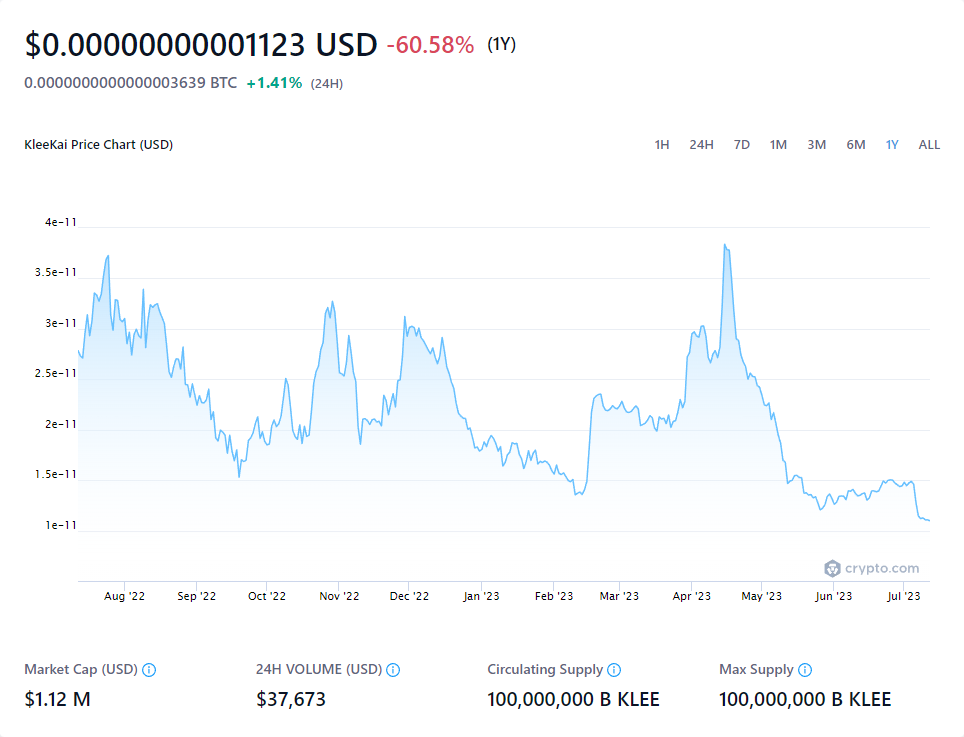 $0.00000000001123 USD -60.58% (1Y)
0.0000000000000003639 BTC +1.41% (24H)
KleeKai Price Chart (USD) 1H 24H 7D 1M 3M 6M 1Y ALL
4e-11
3.5e-11
3e-11
2.5e-11
2e-11
1.5e-11
1e-11
crypto.com
Aug '22 Sep '22 Oct '22 Nov '22 Dec '22 Jan '23 Feb '23 Mar '23 Apr '23 May '23 Jun '23 Jul '23
Market Cap (USD) 24H VOLUME (USD) Circulating Supply Max Supply
$1.12 M $37,673 100,000,000 B KLEE 100,000,000 B KLEE